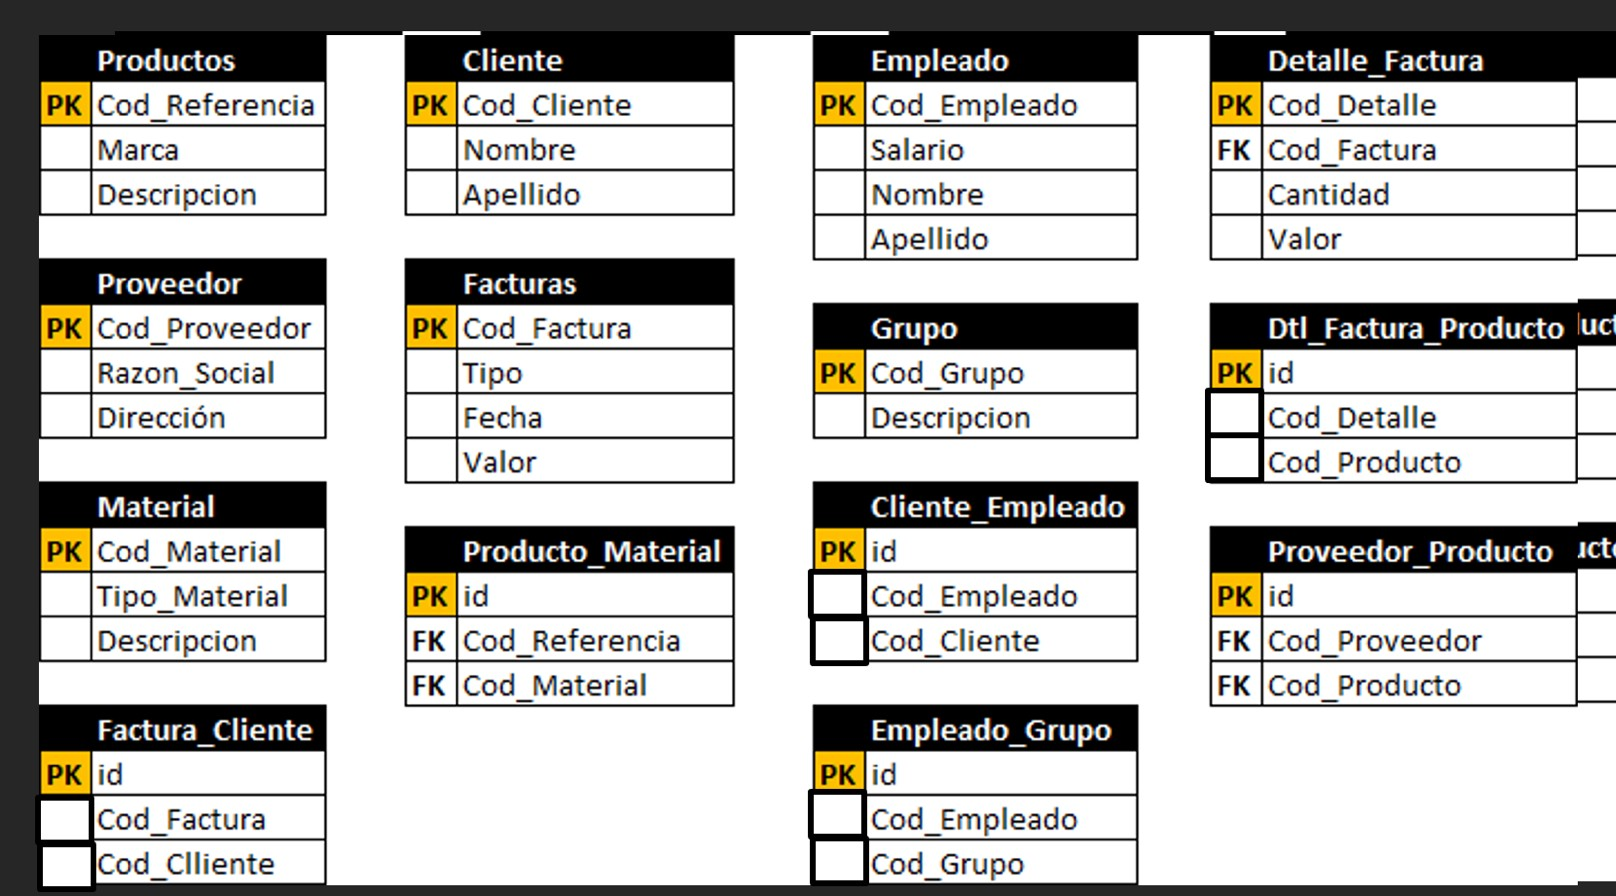 Productos
PK Cod_Referencia
Marca
Descripcion
Proveedor
PK Cod_Proveedor
Razon_Social
Dirección
Material
PK Cod_Material
Tipo_Material
Descripcion
Factura_Cliente
PK id
Cod_Factura
Cod_Clliente
Cliente
PK Cod_Cliente
Nombre
Apellido
Facturas
PK Cod_Factura
Tipo
Fecha
Valor
Producto_Material
PK id
FK Cod_Referencia
FK Cod_Material
Empleado
PK Cod_Empleado
Salario
Nombre
Apellido
Grupo
PK Cod_Grupo
Descripcion
Cliente_Empleado
PK id
Cod_Empleado
Cod_Cliente
Empleado_Grupo
PK id
Cod_Empleado
Cod_Grupo
Detalle_Factura
PK Cod_Detalle
FK Cod_Factura
Cantidad
Valor
Dtl_Factura_Producto
PK id
Cod_Detalle
Cod_Producto
Proveedor_Producto
PK id
FK Cod_Proveedor
FK Cod_Producto